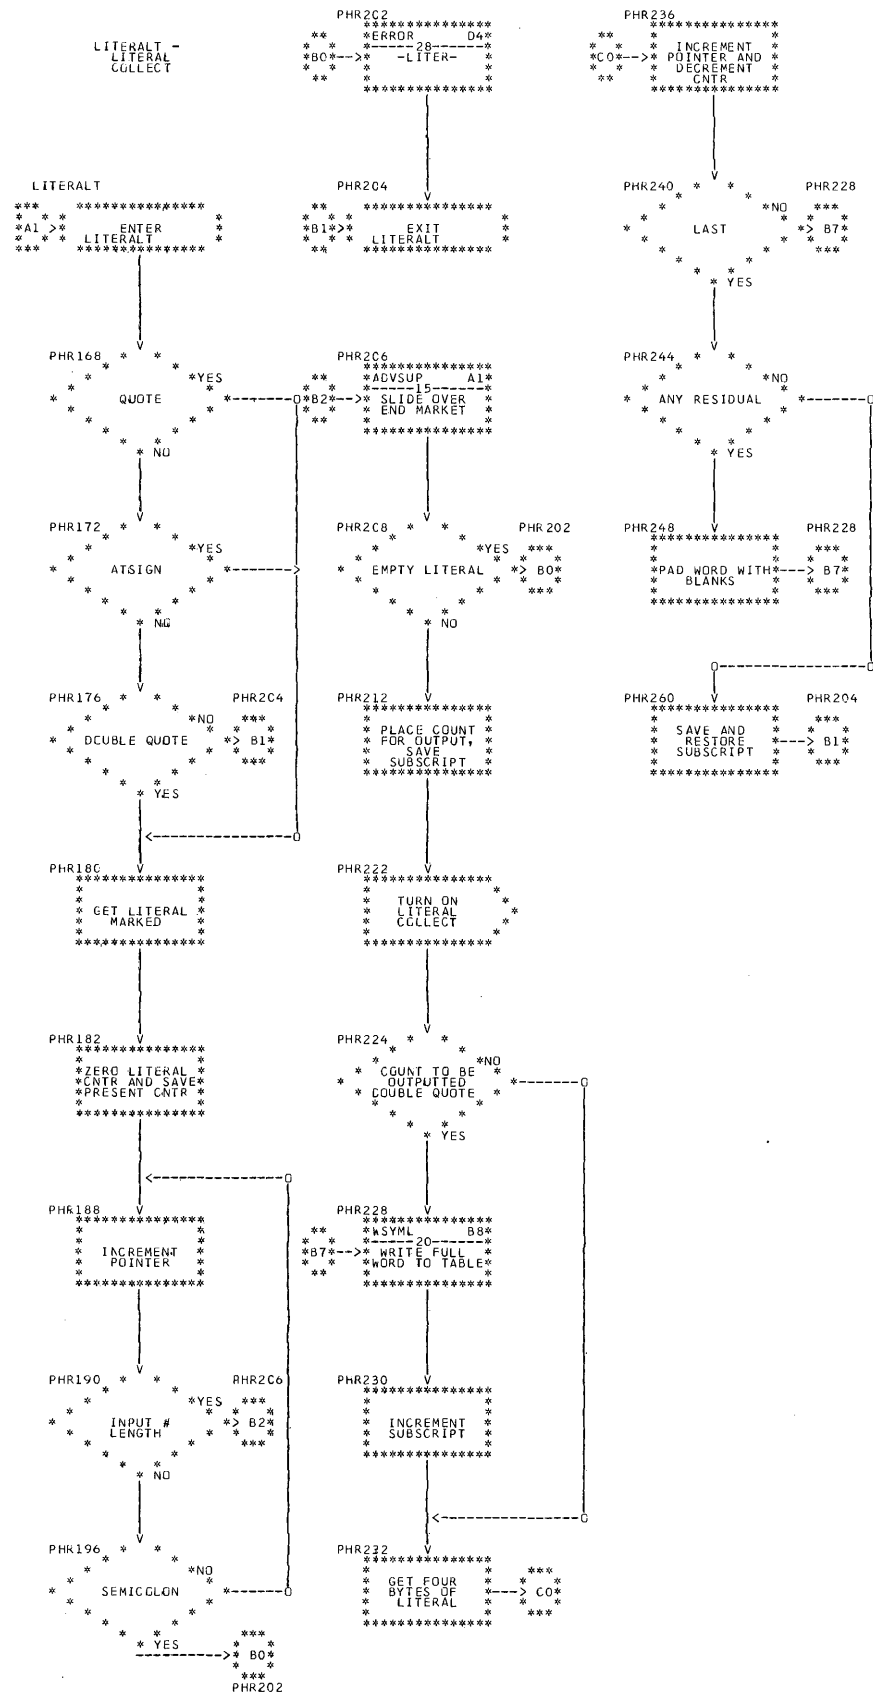 LITERALT -
LITERAL
COLLECT
LITERALT
A1 >
ENTER
LITERALT
PHR168
QUOTE
YES
NO
PHR172
ATSIGN
YES
NO
PHR176
DOUBLE QUOTE
NO
PHR204
B1
YES
PHR180
GET LITERAL
MARKED
PHR182
ZERO LITERAL
CNTR AND SAVE
PRESENT CNTR
PHR188
INCREMENT
POINTER
PHR190
INPUT #
LENGTH
YES
PHR206
B2
NO
PHR196
SEMICOLON
NO
YES
B0
PHR202
PHR202
B0
ERROR D4
28
-LITER-
PHR204
B1
EXIT
LITERALT
PHR206
B2
ADVSUP A1
15
SLIDE OVER
END MARKET
PHR208
EMPTY LITERAL
YES
PHR202
B0
NO
PHR212
PLACE COUNT
FOR OUTPUT,
SAVE
SUBSCRIPT
PHR222
TURN ON
LITERAL
COLLECT
PHR224
COUNT TO BE
OUTPUTTED
DOUBLE QUOTE
NO
YES
PHR228
B7
WSYML B8
20
WRITE FULL
WORD TO TABLE
PHR230
INCREMENT
SUBSCRIPT
PHR232
GET FOUR
BYTES OF
LITERAL
C0
PHR236
C0
INCREMENT
POINTER AND
DECREMENT
CNTR
PHR240
LAST
NO
PHR228
B7
YES
PHR244
ANY RESIDUAL
NO
YES
PHR248
PAD WORD WITH
BLANKS
PHR228
B7
PHR260
SAVE AND
RESTORE
SUBSCRIPT
PHR204
B1